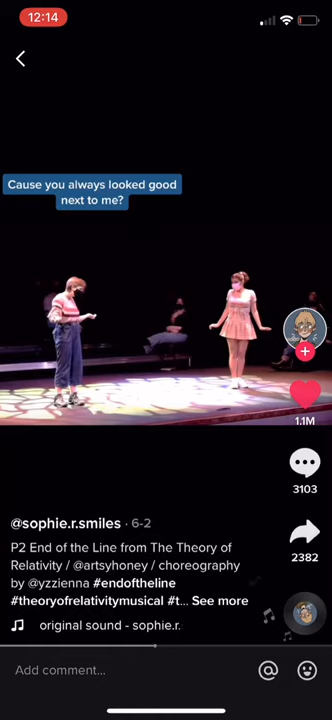 12:14
Cause you always looked good
next to me?
1.1M
3103
2382
@sophie.r.smiles · 6-2
P2 End of the Line from The Theory of
Relativity / @artsyhoney / choreography
by @yzzienna #endoftheline
#theoryofrelativitymusical #t... See more
original sound - sophie.r.
Add comment...